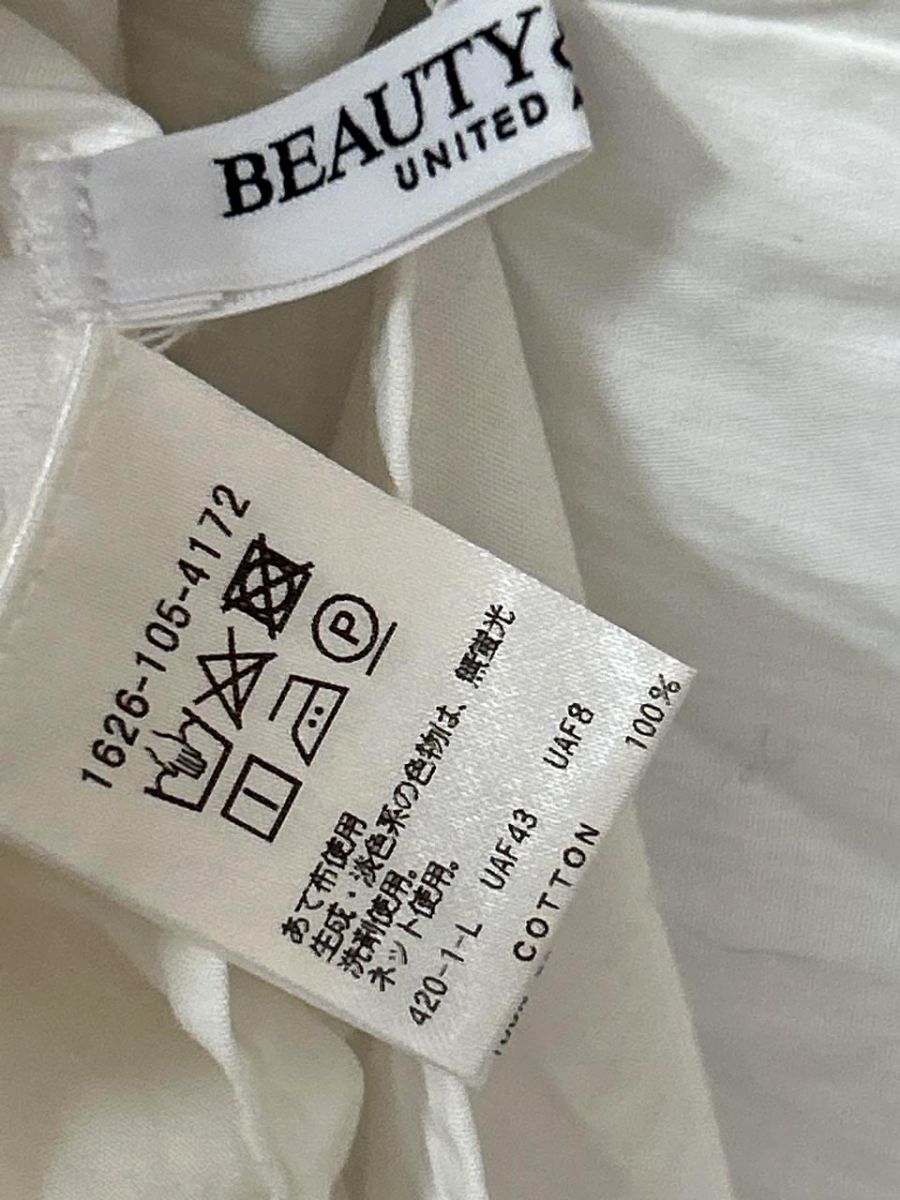 BEAUTY
UNITED
1626-105-4172
P
あて布使用
生成・淡色系の色物は、無蛍光
洗剤使用。
ネット使用。
420-1-L UAF43 UAF8
COTTON 100%